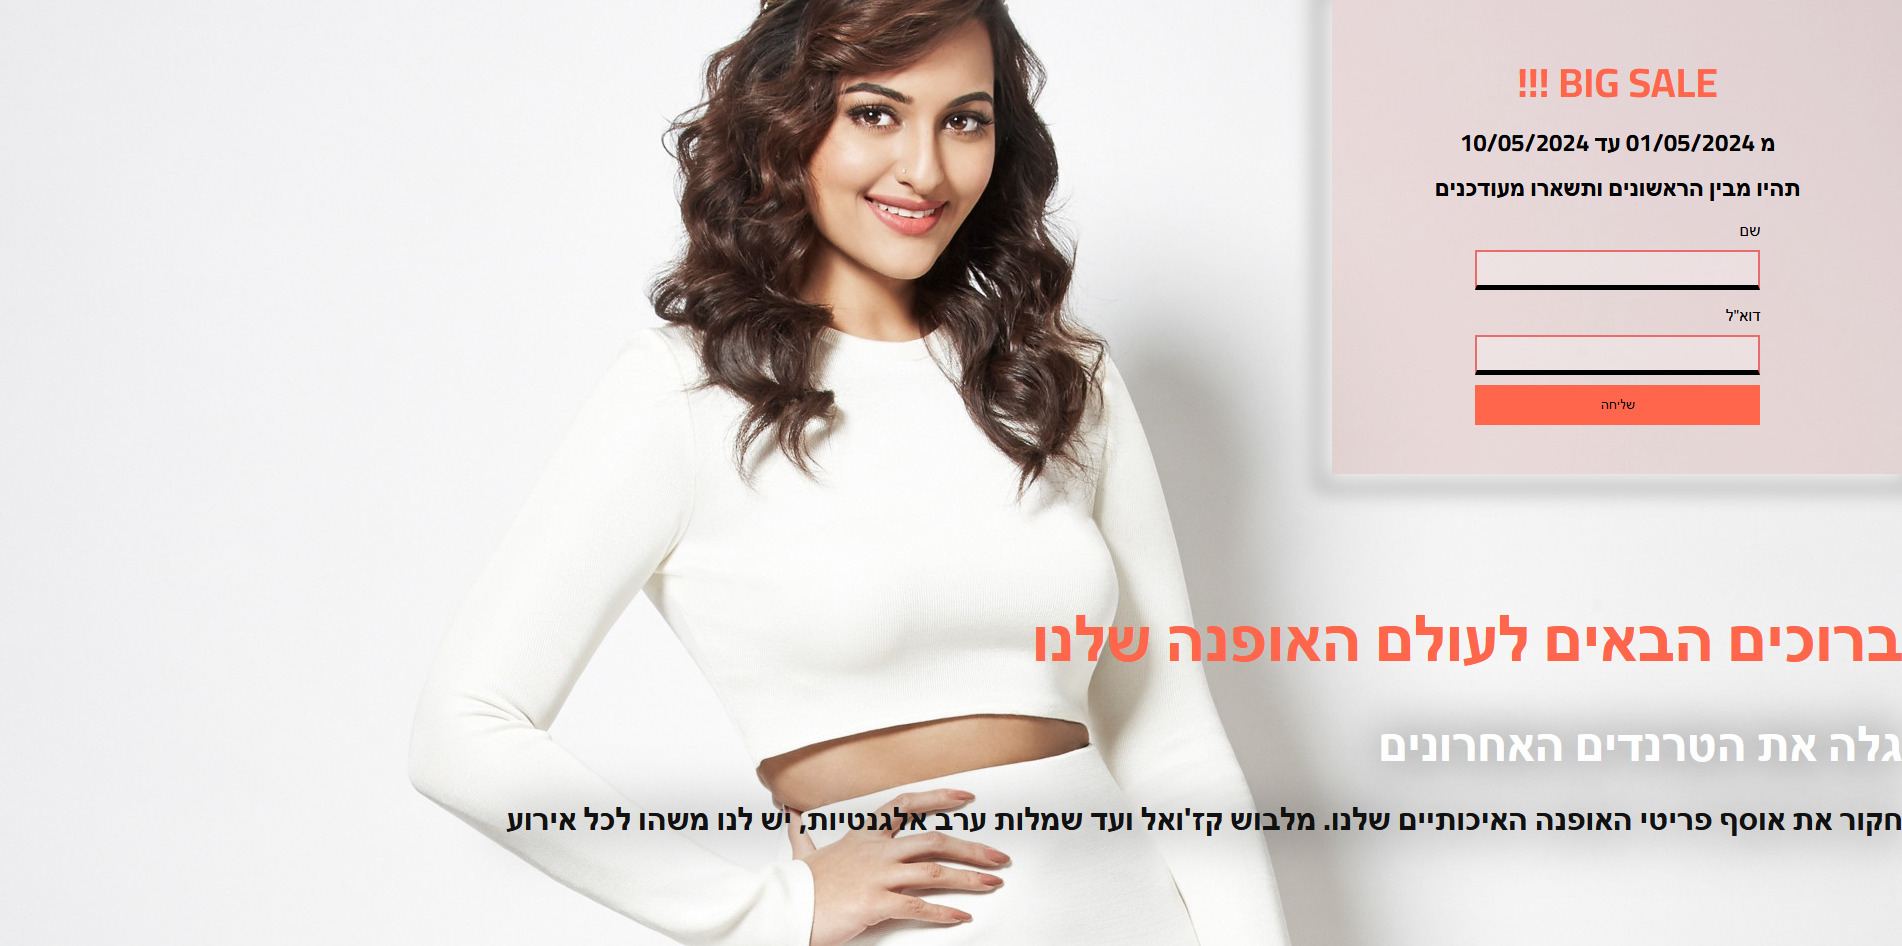 BIG SALE !!!
מ 01/05/2024 עד 10/05/2024
תהיו מבין הראשונים ותשארו מעודכנים
שם
דוא"ל
שליחה
ברוכים הבאים לעולם האופנה שלנו
גלה את הטרנדים האחרונים
חקור את אוסף פריטי האופנה האיכותיים שלנו. מלבוש קז'ואל ועד שמלות ערב אלגנטיות, יש לנו משהו לכל אירוע